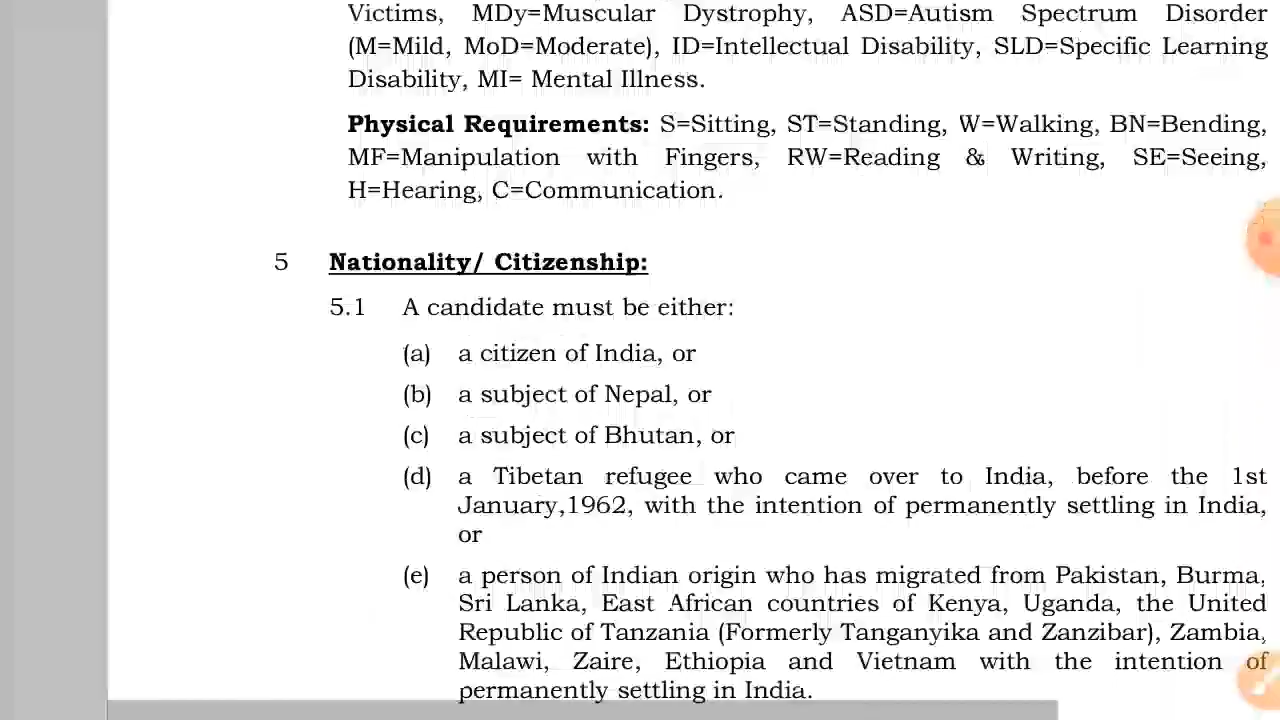 Victims, MDy=Muscular Dystrophy, ASD=Autism Spectrum Disorder
(M=Mild, MoD=Moderate), ID=Intellectual Disability, SLD=Specific Learning
Disability, MI= Mental Illness.
Physical Requirements: S=Sitting, ST=Standing, W=Walking, BN=Bending,
MF=Manipulation with Fingers, RW=Reading & Writing, SE=Seeing,
H=Hearing, C=Communication.
5 Nationality/ Citizenship:
5.1 A candidate must be either:
(a) a citizen of India, or
(b) a subject of Nepal, or
(c) a subject of Bhutan, or
(d) a Tibetan refugee who came over to India, before the 1st
January,1962, with the intention of permanently settling in India,
or
(e) a person of Indian origin who has migrated from Pakistan, Burma,
Sri Lanka, East African countries of Kenya, Uganda, the United
Republic of Tanzania (Formerly Tanganyika and Zanzibar), Zambia,
Malawi, Zaire, Ethiopia and Vietnam with the intention of
permanently settling in India.